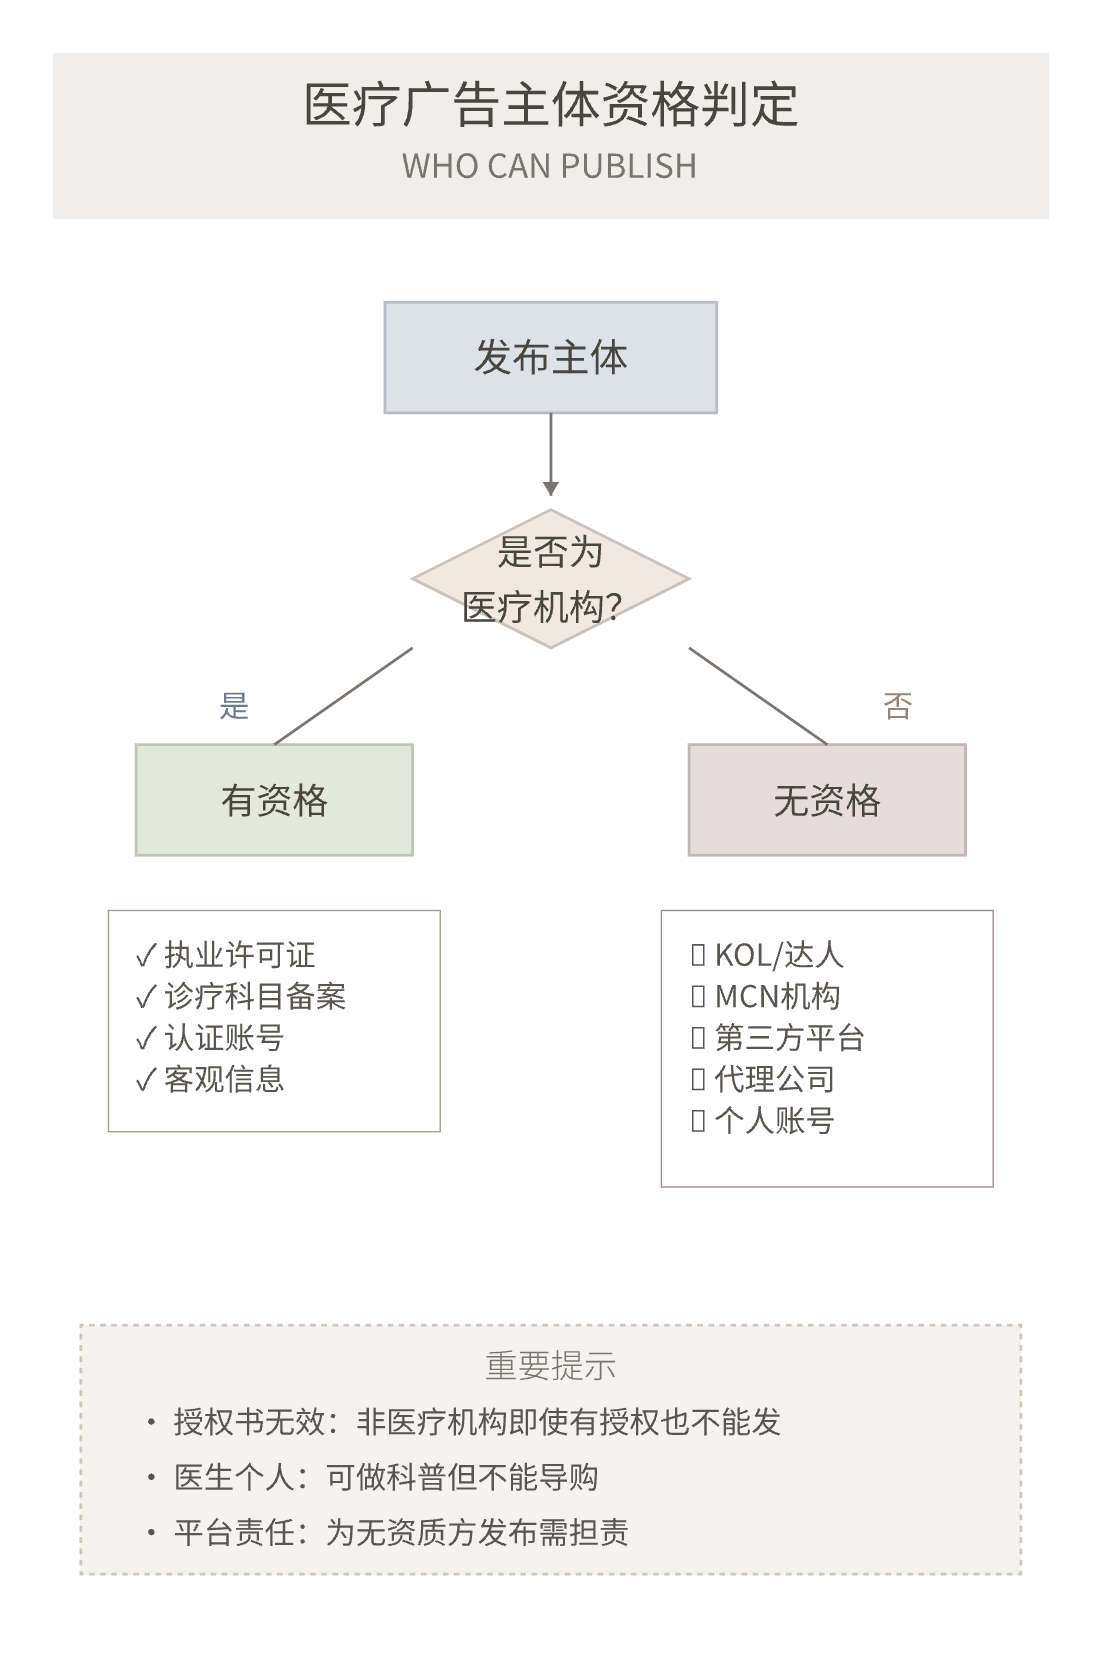 医疗广告主体资格判定
WHO CAN PUBLISH
发布主体
是否为
医疗机构?
是
否
有资格
无资格
✓ 执业许可证
✓ 诊疗科目备案
✓ 认证账号
✓ 客观信息
▯ KOL/达人
▯ MCN机构
▯ 第三方平台
▯ 代理公司
▯ 个人账号
重要提示
• 授权书无效：非医疗机构即使有授权也不能发
• 医生个人：可做科普但不能导购
• 平台责任：为无资质方发布需担责